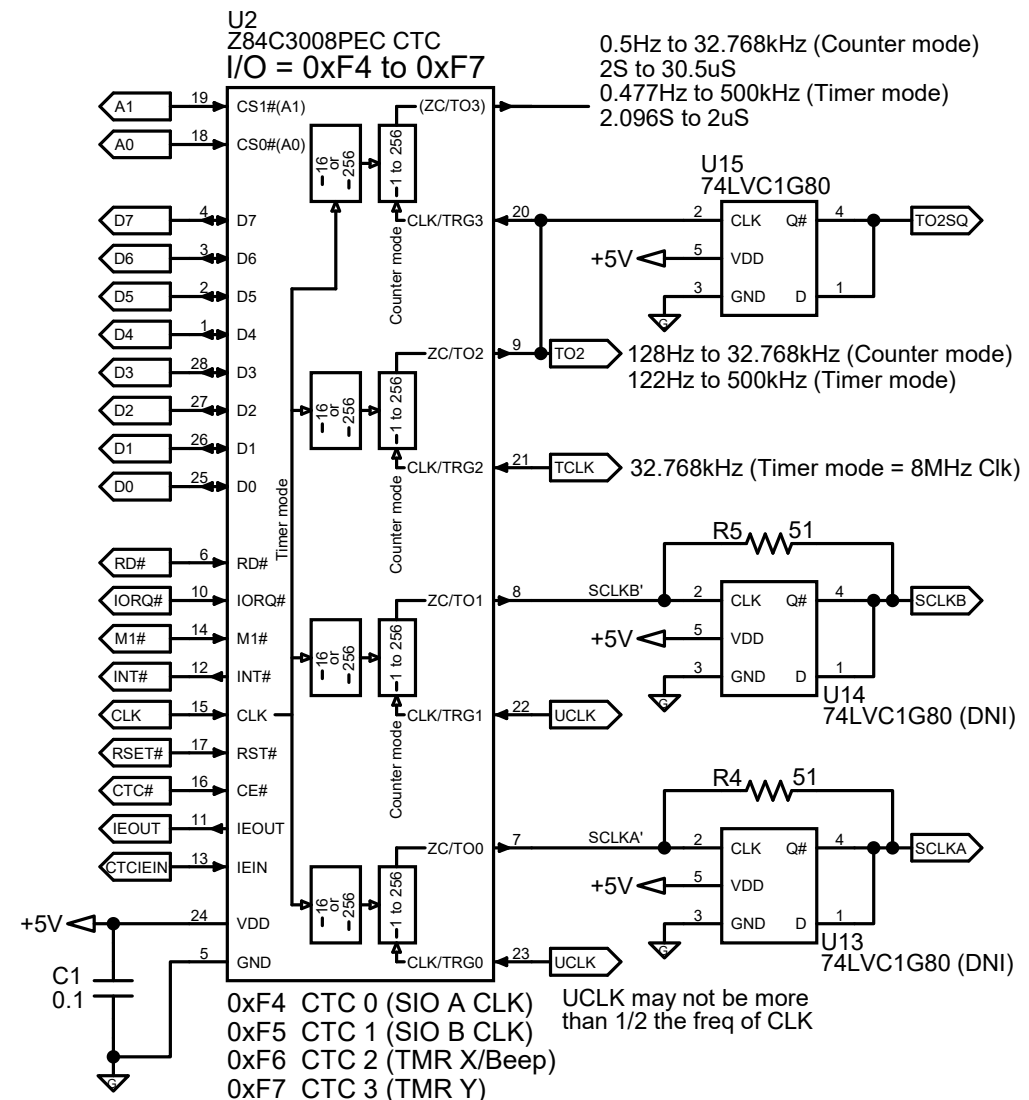 U2
Z84C3008PEC CTC
I/O = 0xF4 to 0xF7
0.5Hz to 32.768kHz (Counter mode)
2S to 30.5uS
0.477Hz to 500kHz (Timer mode)
2.096S to 2uS
A1 19 CS1#(A1)
A0 18 CS0#(A0)
D7 4 D7
D6 3 D6
D5 2 D5
D4 1 D4
D3 28 D3
D2 27 D2
D1 26 D1
D0 25 D0
RD# 6 RD#
IORQ# 10 IORQ#
M1# 14 M1#
INT# 12 INT#
CLK 15 CLK
RSET# 17 RST#
CTC# 16 CE#
IEOUT 11 IEOUT
CTCIEIN 13 IEIN
+5V 24 VDD
5 GND
C1
0.1
G
Timer mode
(ZC/TO3)
16
or
256
1 to 256
Counter mode
CLK/TRG3 20
ZC/TO2 9 TO2
128Hz to 32.768kHz (Counter mode)
122Hz to 500kHz (Timer mode)
16
or
256
1 to 256
Counter mode
CLK/TRG2 21 TCLK
32.768kHz (Timer mode = 8MHz Clk)
ZC/TO1 8 SCLKB'
16
or
256
1 to 256
Counter mode
CLK/TRG1 22 UCLK
ZC/TO0 7 SCLKA'
16
or
256
1 to 256
CLK/TRG0 23 UCLK
UCLK may not be more
than 1/2 the freq of CLK
U15
74LVC1G80
2 CLK Q# 4 TO2SQ
+5V 5 VDD
3 GND D 1
G
R5 51
2 CLK Q# 4 SCLKB
+5V 5 VDD
3 GND D 1
G
U14
74LVC1G80 (DNI)
R4 51
2 CLK Q# 4 SCLKA
+5V 5 VDD
3 GND D 1
G
U13
74LVC1G80 (DNI)
0xF4 CTC 0 (SIO A CLK)
0xF5 CTC 1 (SIO B CLK)
0xF6 CTC 2 (TMR X/Beep)
0xF7 CTC 3 (TMR Y)